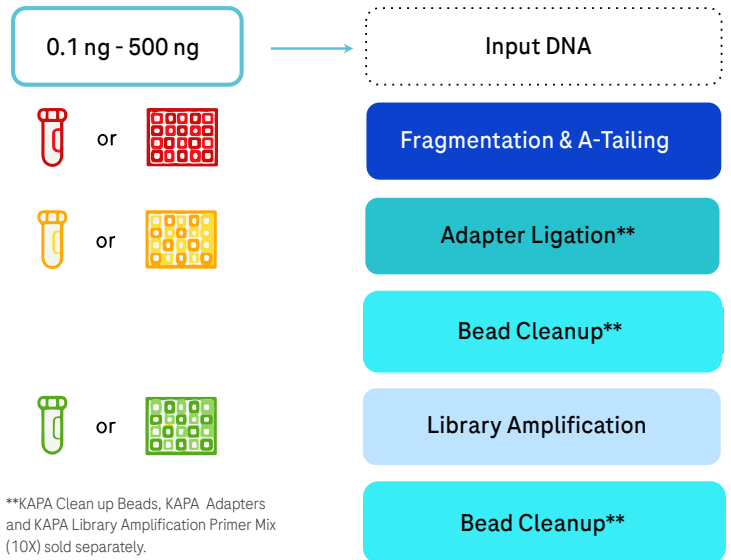 0.1 ng - 500 ng
Input DNA
or
Fragmentation & A-Tailing
or
Adapter Ligation**
Bead Cleanup**
or
Library Amplification
**KAPA Clean up Beads, KAPA Adapters
and KAPA Library Amplification Primer Mix
(10X) sold separately.
Bead Cleanup**